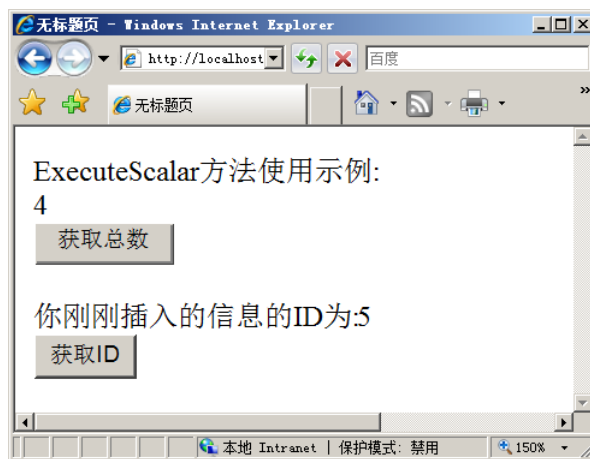 无标题页 - Windows Internet Explorer
http://localhost
百度
无标题页
»
ExecuteScalar方法使用示例:
4
获取总数
你刚刚插入的信息的ID为:5
获取ID
本地 Intranet | 保护模式: 禁用
150%